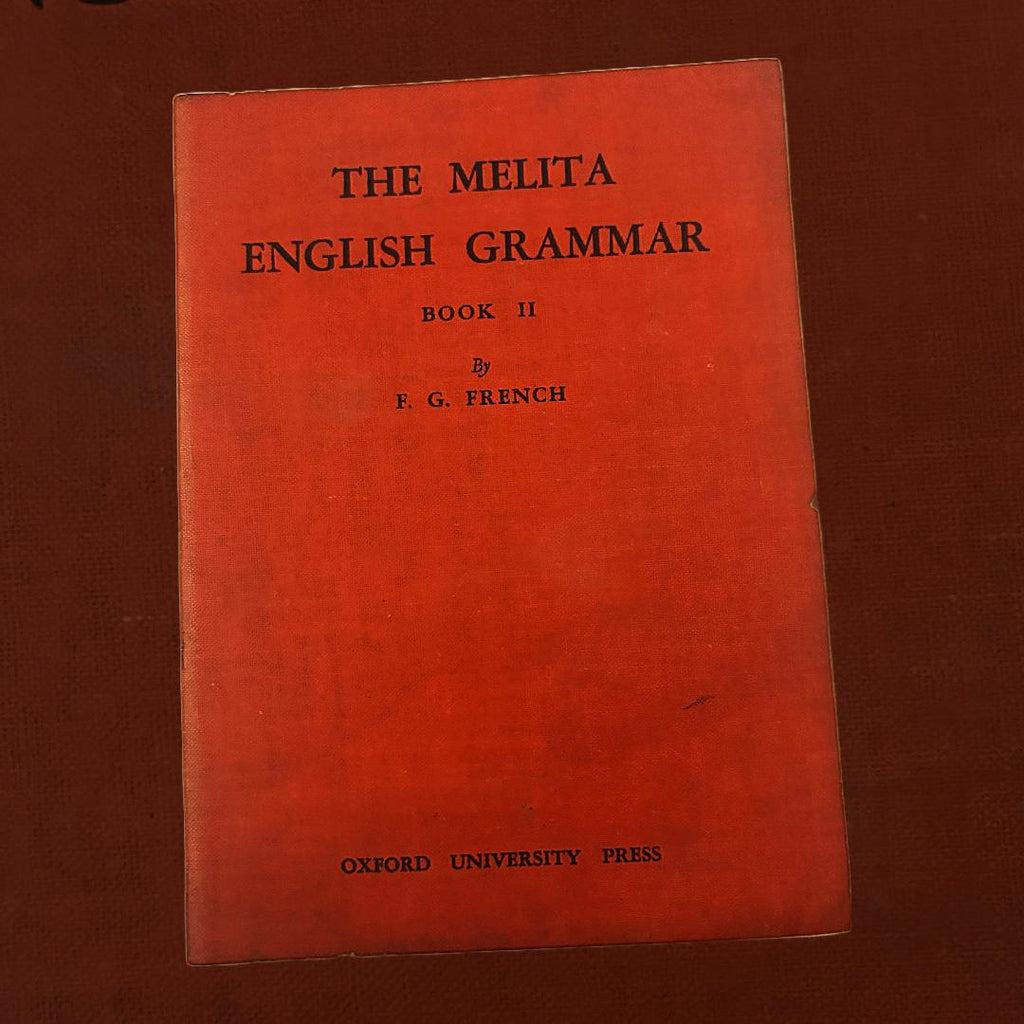 THE MELITA
ENGLISH GRAMMAR
BOOK II
By
F. G. FRENCH
OXFORD UNIVERSITY PRESS